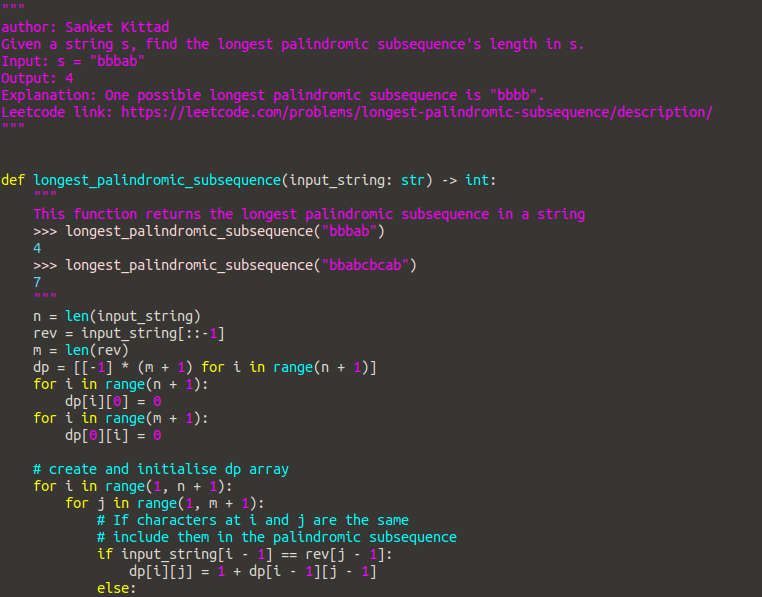 """
author: Sanket Kittad
Given a string s, find the longest palindromic subsequence's length in s.
Input: s = "bbbab"
Output: 4
Explanation: One possible longest palindromic subsequence is "bbbb".
Leetcode link: https://leetcode.com/problems/longest-palindromic-subsequence/description/
"""


def longest_palindromic_subsequence(input_string: str) -> int:
    """
    This function returns the longest palindromic subsequence in a string
    >>> longest_palindromic_subsequence("bbbab")
    4
    >>> longest_palindromic_subsequence("bbabcbcab")
    7
    """
    n = len(input_string)
    rev = input_string[::-1]
    m = len(rev)
    dp = [[-1] * (m + 1) for i in range(n + 1)]
    for i in range(n + 1):
        dp[i][0] = 0
    for i in range(m + 1):
        dp[0][i] = 0

    # create and initialise dp array
    for i in range(1, n + 1):
        for j in range(1, m + 1):
            # If characters at i and j are the same
            # include them in the palindromic subsequence
            if input_string[i - 1] == rev[j - 1]:
                dp[i][j] = 1 + dp[i - 1][j - 1]
            else: